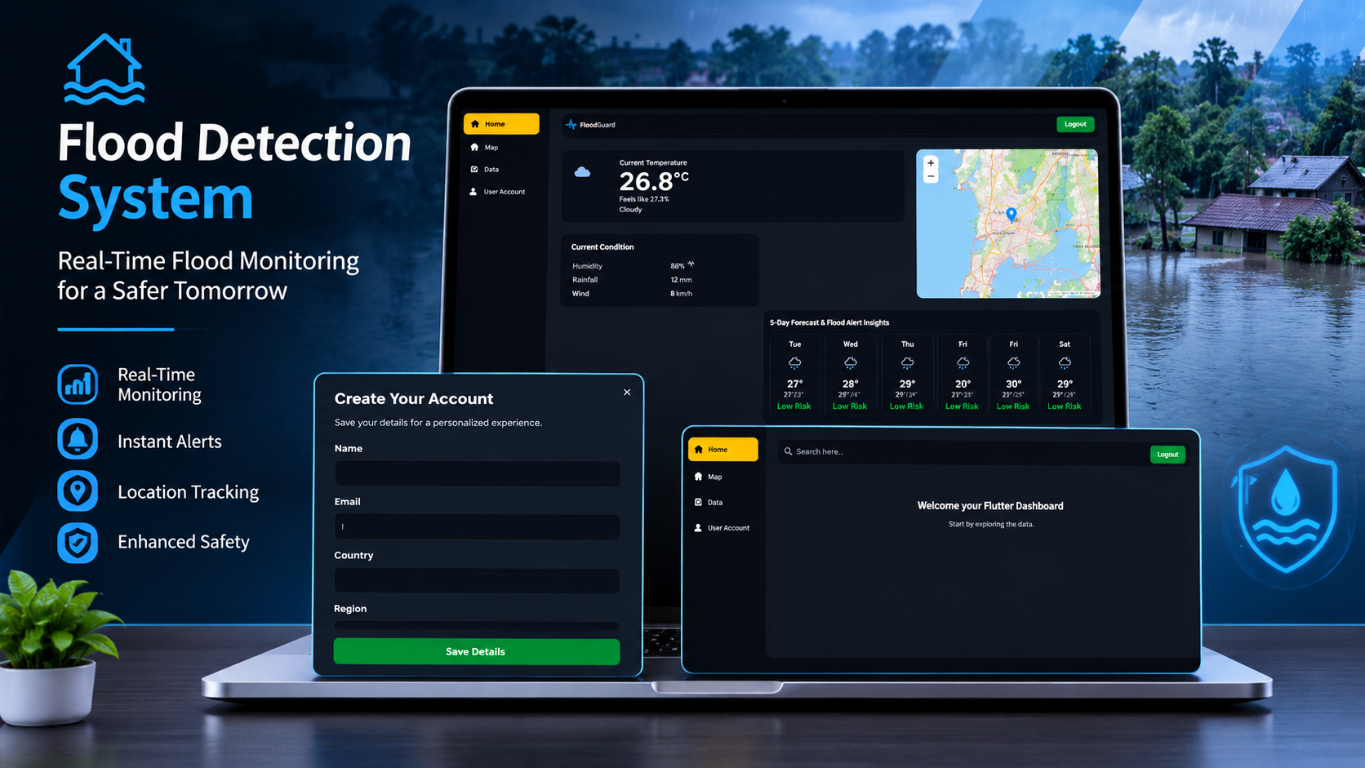 Flood Detection
System
Real-Time Flood Monitoring
for a Safer Tomorrow
Real-Time
Monitoring
Instant Alerts
Location Tracking
Enhanced Safety
Home
Map
Data
User Account
FloodGuard
Logout
Current Temperature
26.8°C
Feels like 27.3%
Cloudy
Current Condition
Humidity 86%
Rainfall 12 mm
Wind 8 km/h
+
−
5-Day Forecast & Flood Alert Insights
Tue Wed Thu Fri Fri Sat
27° 28° 29° 20° 30° 29°
Low Risk Low Risk Low Risk Low Risk Low Risk Low Risk
Create Your Account
×
Save your details for a personalized experience.
Name
Email
Country
Region
Save Details
Home
Map
Data
User Account
Search here..
Logout
Welcome your Flutter Dashboard
Start by exploring the data.